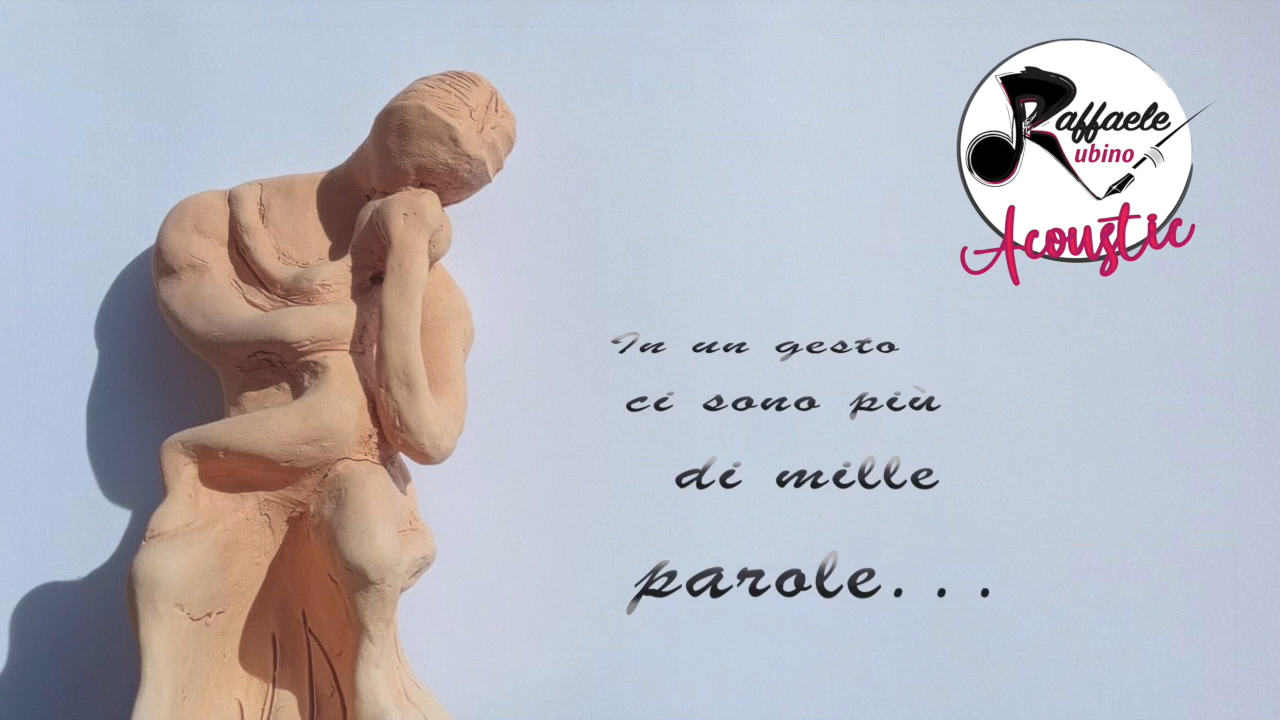 Raffaele
Rubino
Acoustic
In un gesto
ci sono più
di mille
parole...